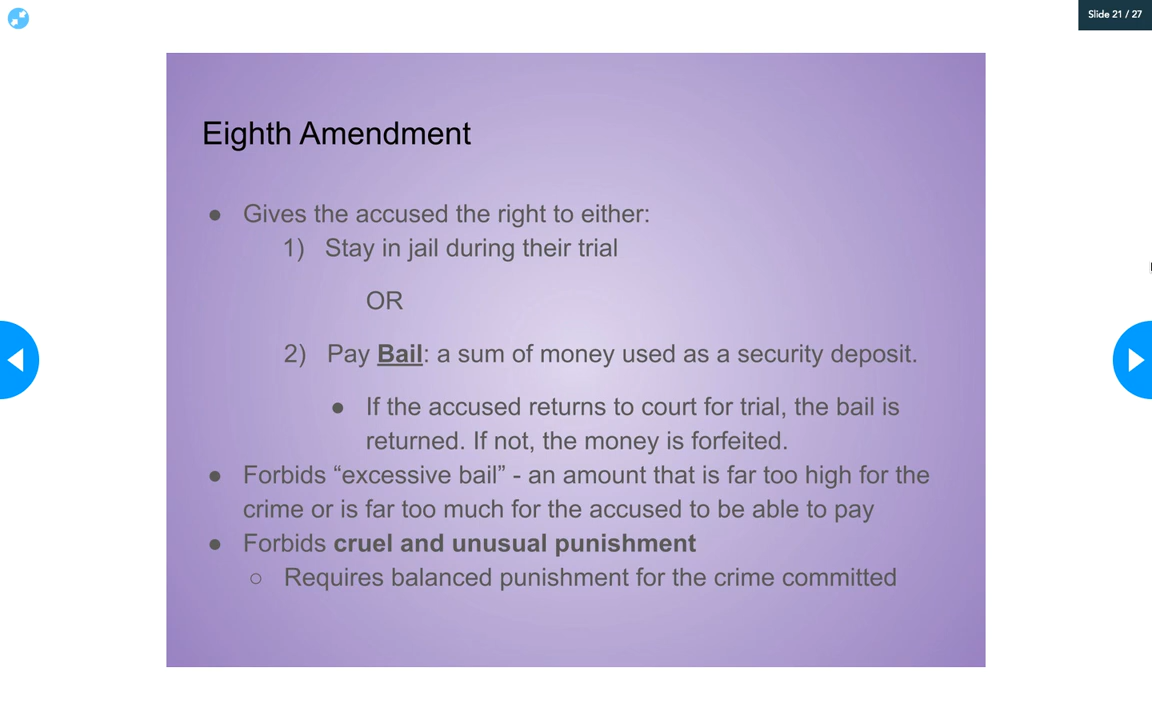 Slide 21 / 27
Eighth Amendment
● Gives the accused the right to either:
1) Stay in jail during their trial
OR
2) Pay Bail: a sum of money used as a security deposit.
● If the accused returns to court for trial, the bail is
returned. If not, the money is forfeited.
● Forbids “excessive bail” - an amount that is far too high for the
crime or is far too much for the accused to be able to pay
● Forbids cruel and unusual punishment
○ Requires balanced punishment for the crime committed